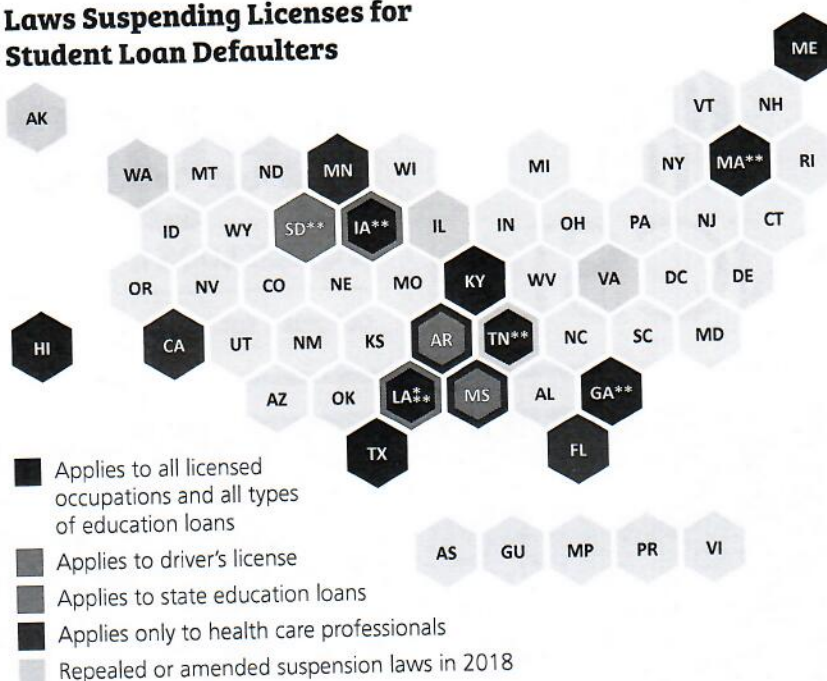 Laws Suspending Licenses for
Student Loan Defaulters
ME
AK
VT NH
WA MT ND MN WI MI NY MA** RI
ID WY SD** IA** IL IN OH PA NJ CT
OR NV CO NE MO KY WV VA DC DE
HI CA UT NM KS AR TN** NC SC MD
AZ OK LA*** MS AL GA**
TX FL
Applies to all licensed
occupations and all types
of education loans
AS GU MP PR VI
Applies to driver's license
Applies to state education loans
Applies only to health care professionals
Repealed or amended suspension laws in 2018